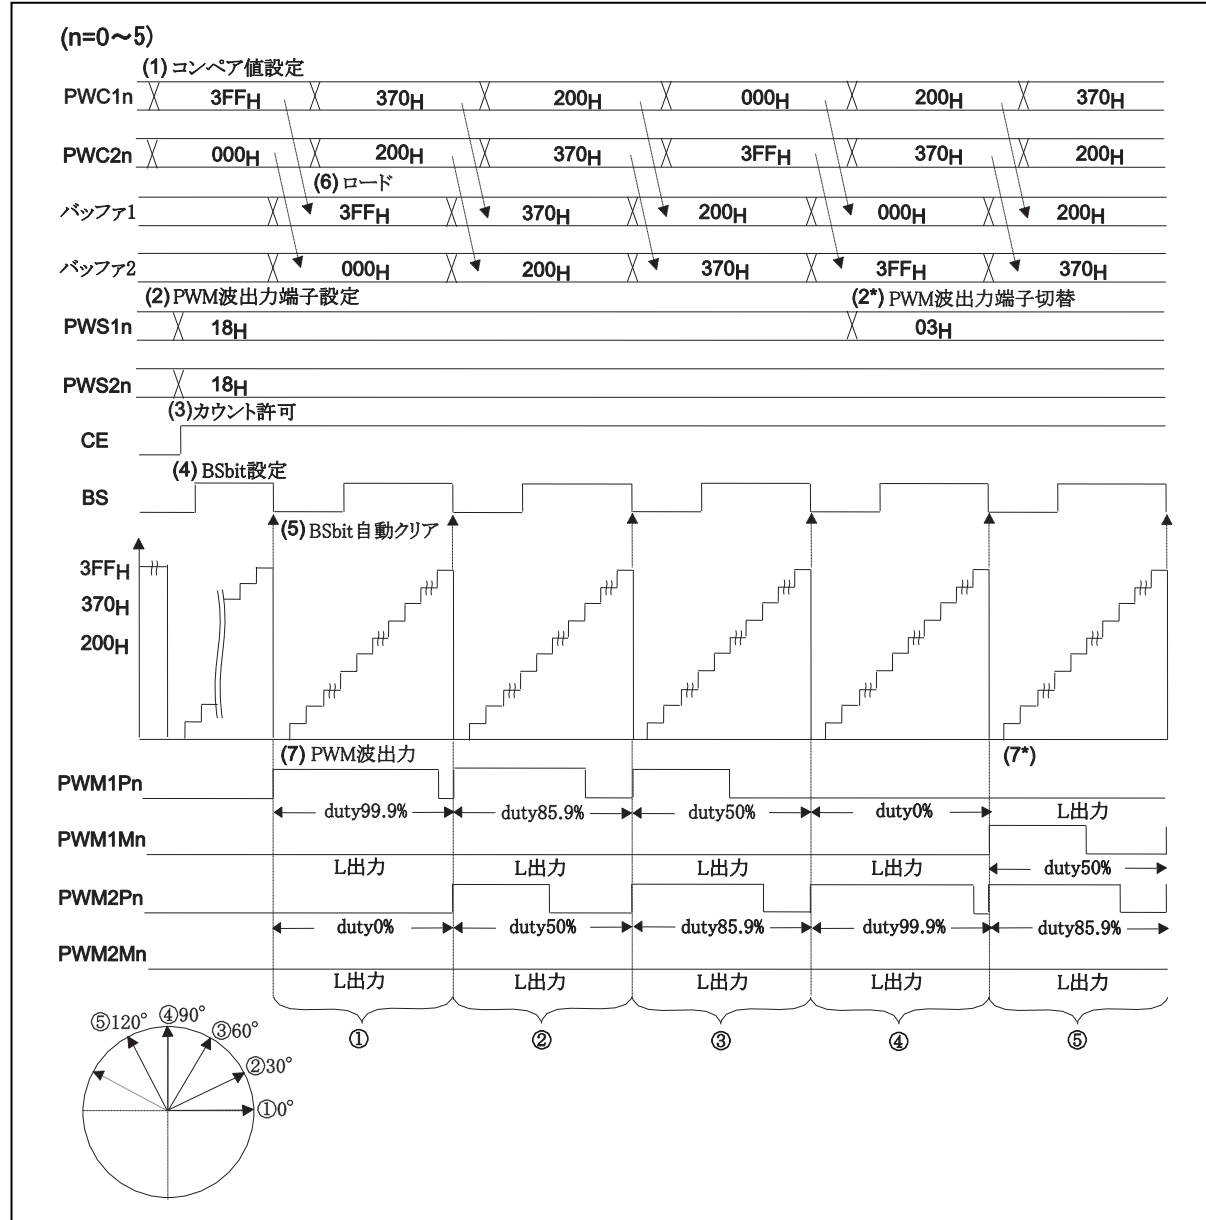 (n=0～5)
(1) コンペア値設定
PWC1n 3FFH 370H 200H 000H 200H 370H
PWC2n 000H 200H 370H 3FFH 370H 200H
(6) ロード
バッファ1 3FFH 370H 200H 000H 200H
バッファ2 000H 200H 370H 3FFH 370H
(2) PWM波出力端子設定 (2*) PWM波出力端子切替
PWS1n 18H 03H
PWS2n 18H
(3)カウント許可
CE
(4) BSbit設定
BS
(5) BSbit自動クリア
3FFH
370H
200H
(7) PWM波出力 (7*)
PWM1Pn
duty99.9% duty85.9% duty50% duty0% L出力
PWM1Mn
L出力 L出力 L出力 L出力 duty50%
PWM2Pn
duty0% duty50% duty85.9% duty99.9% duty85.9%
PWM2Mn
L出力 L出力 L出力 L出力 L出力
① ② ③ ④ ⑤
④90°
⑤120° ③60°
②30°
①0°